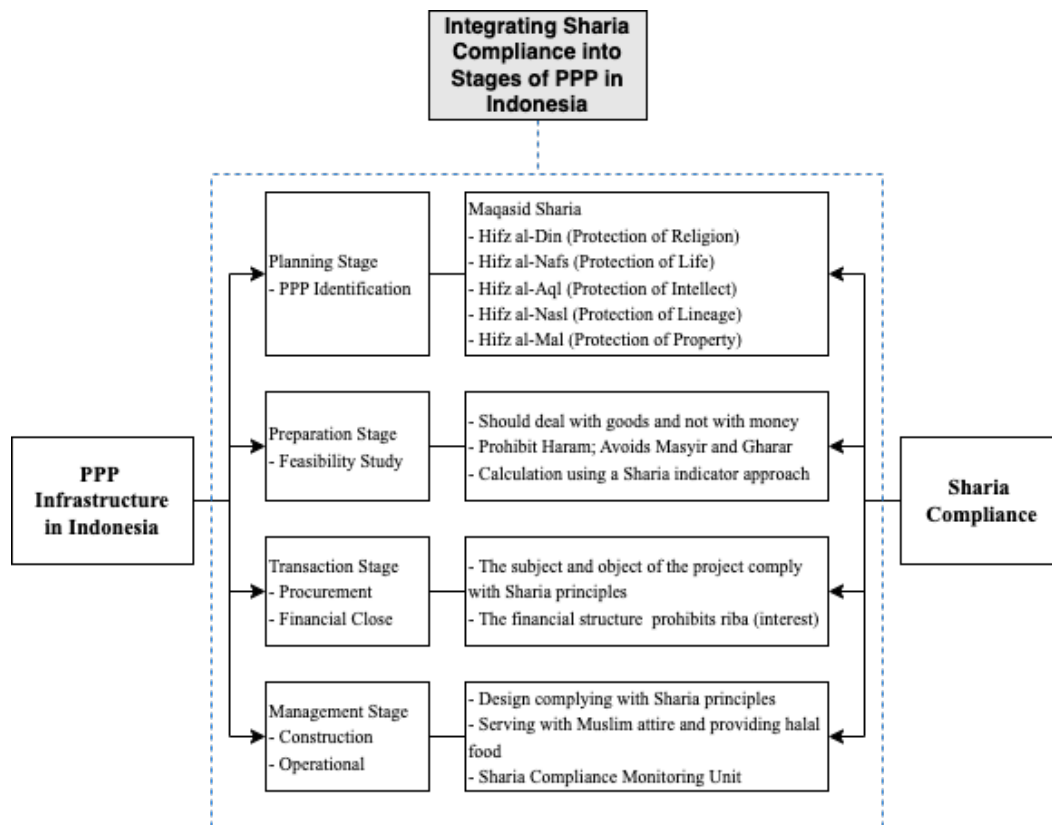 Integrating Sharia
Compliance into
Stages of PPP in
Indonesia
PPP
Infrastructure
in Indonesia
Planning Stage
- PPP Identification
Maqasid Sharia
- Hifz al-Din (Protection of Religion)
- Hifz al-Nafs (Protection of Life)
- Hifz al-Aql (Protection of Intellect)
- Hifz al-Nasl (Protection of Lineage)
- Hifz al-Mal (Protection of Property)
Preparation Stage
- Feasibility Study
- Should deal with goods and not with money
- Prohibit Haram; Avoids Masyir and Gharar
- Calculation using a Sharia indicator approach
Transaction Stage
- Procurement
- Financial Close
- The subject and object of the project comply
with Sharia principles
- The financial structure prohibits riba (interest)
Management Stage
- Construction
- Operational
- Design complying with Sharia principles
- Serving with Muslim attire and providing halal
food
- Sharia Compliance Monitoring Unit
Sharia
Compliance